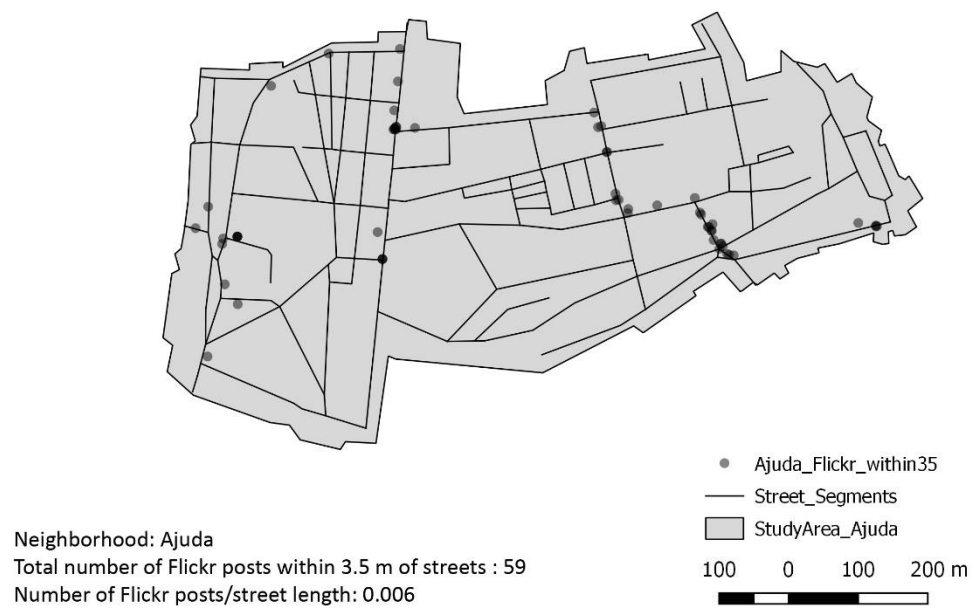 Ajuda_Flickr_within35
Street_Segments
StudyArea_Ajuda
Neighborhood: Ajuda
Total number of Flickr posts within 3.5 m of streets : 59
Number of Flickr posts/street length: 0.006
100 0 100 200 m